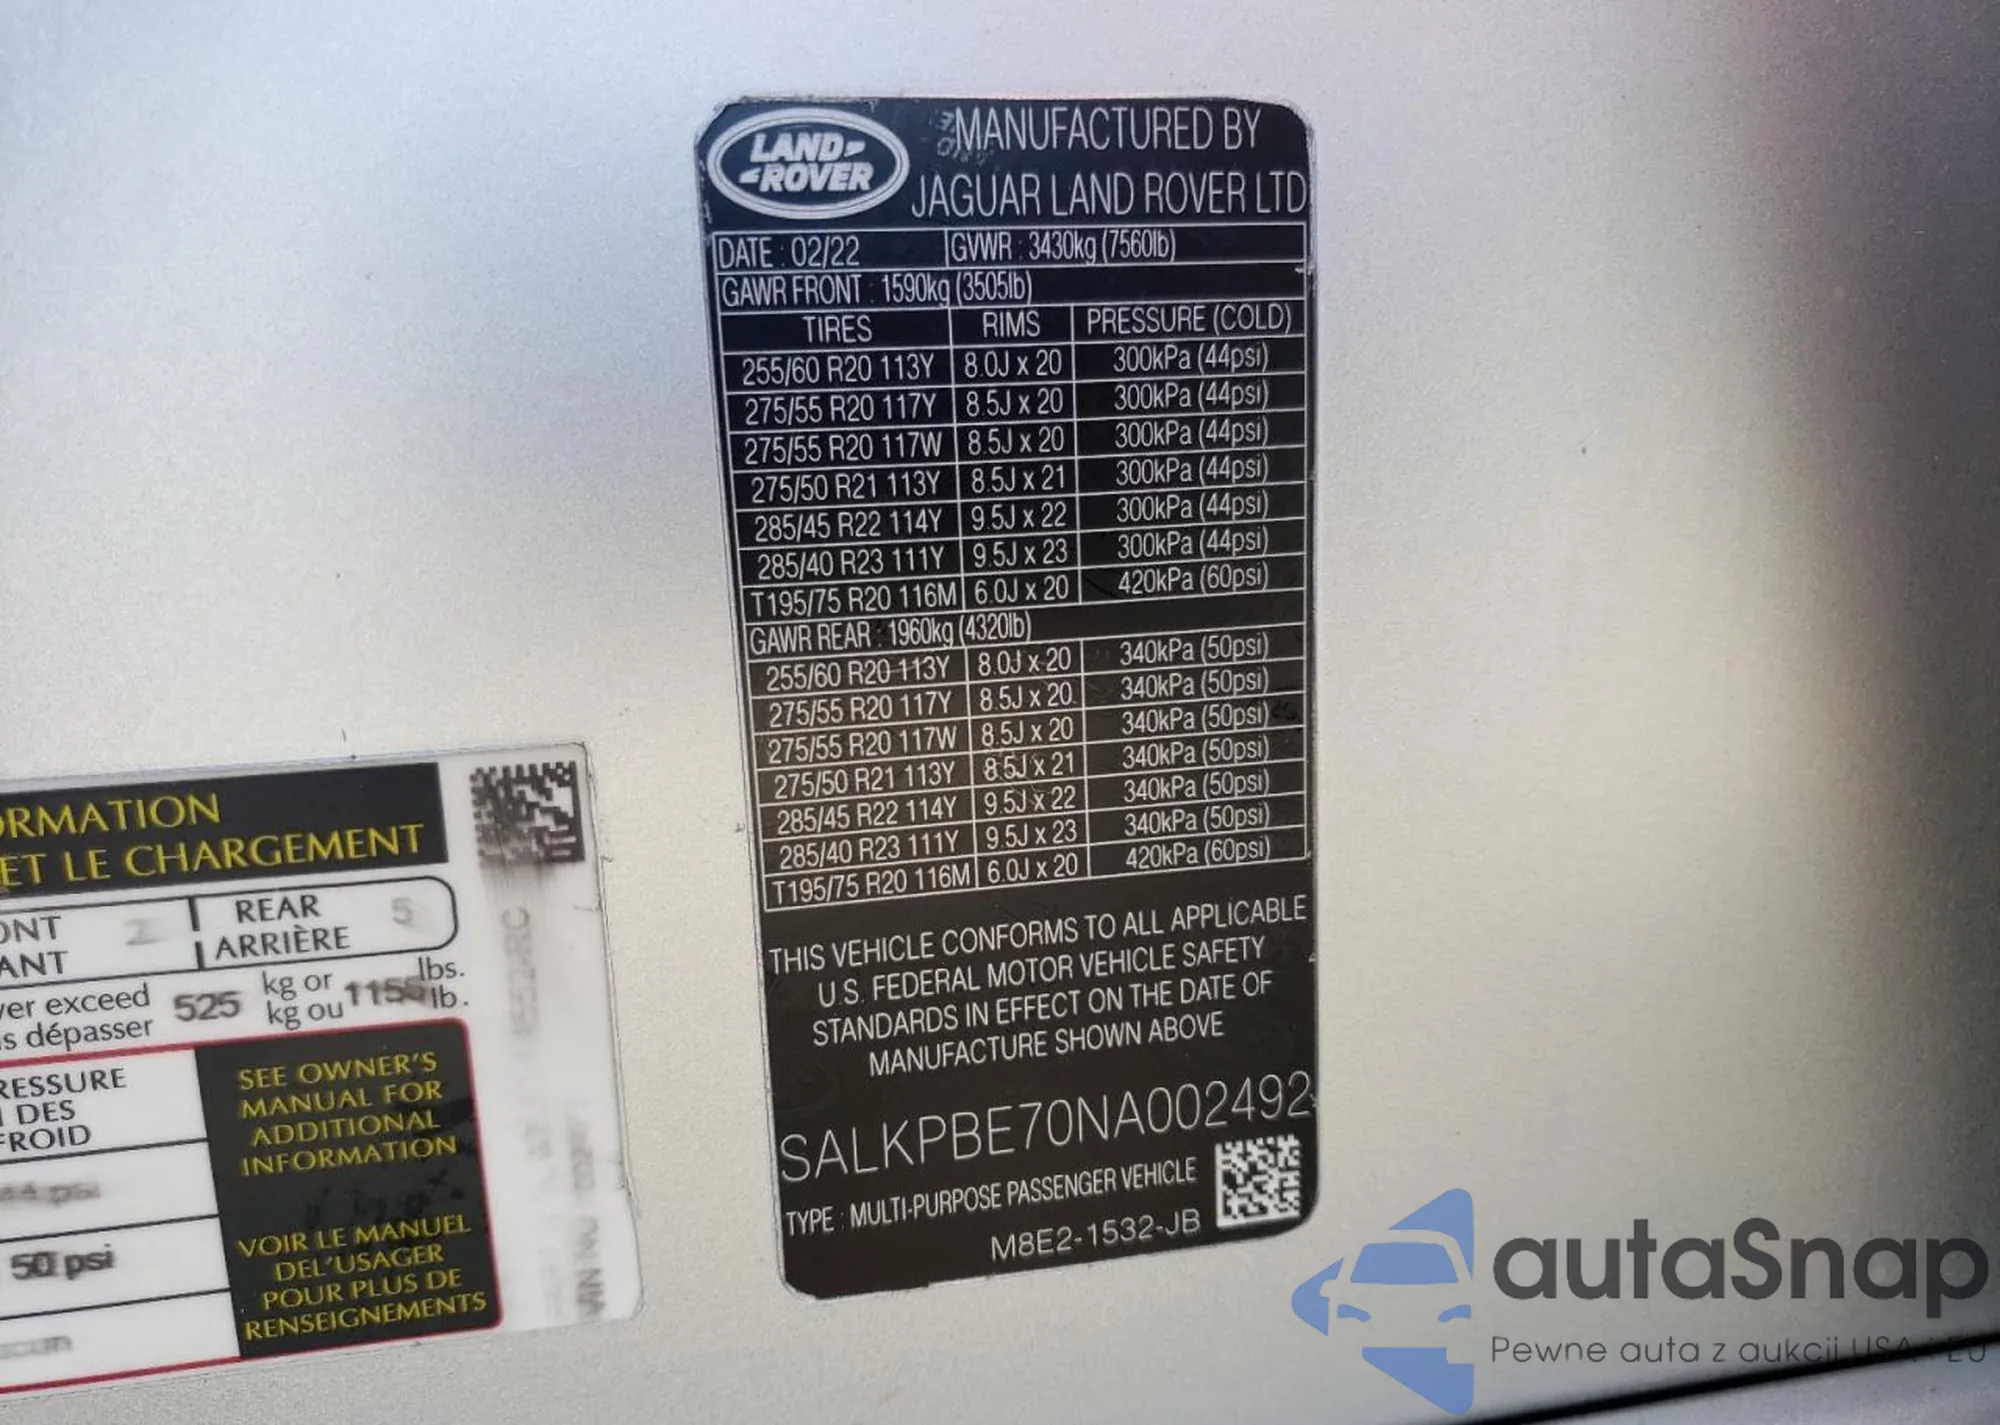 LAND-
-ROVER
MANUFACTURED BY
JAGUAR LAND ROVER LTD
DATE : 02/22 GVWR : 3430kg (7560lb)
GAWR FRONT : 1590kg (3505lb)
TIRES RIMS PRESSURE (COLD)
255/60 R20 113Y 8.0J x 20 300kPa (44psi)
275/55 R20 117Y 8.5J x 20 300kPa (44psi)
275/55 R20 117W 8.5J x 20 300kPa (44psi)
275/50 R21 113Y 8.5J x 21 300kPa (44psi)
285/45 R22 114Y 9.5J x 22 300kPa (44psi)
285/40 R23 111Y 9.5J x 23 300kPa (44psi)
T195/75 R20 116M 6.0J x 20 420kPa (60psi)
GAWR REAR : 1960kg (4320lb)
255/60 R20 113Y 8.0J x 20 340kPa (50psi)
275/55 R20 117Y 8.5J x 20 340kPa (50psi)
275/55 R20 117W 8.5J x 20 340kPa (50psi)
275/50 R21 113Y 8.5J x 21 340kPa (50psi)
285/45 R22 114Y 9.5J x 22 340kPa (50psi)
285/40 R23 111Y 9.5J x 23 340kPa (50psi)
T195/75 R20 116M 6.0J x 20 420kPa (60psi)
THIS VEHICLE CONFORMS TO ALL APPLICABLE
U.S. FEDERAL MOTOR VEHICLE SAFETY
STANDARDS IN EFFECT ON THE DATE OF
MANUFACTURE SHOWN ABOVE
SALKPBE70NA002492
TYPE : MULTI-PURPOSE PASSENGER VEHICLE
M8E2-1532-JB
ORMATION
ET LE CHARGEMENT
ONT 2 REAR 5
ANT ARRIÈRE
ver exceed 525 kg or lbs.
s dépasser kg ou lb.
RESSURE
DES
FROID
44 psi
50 psi
SEE OWNER'S
MANUAL FOR
ADDITIONAL
INFORMATION
VOIR LE MANUEL
DEL'USAGER
POUR PLUS DE
RENSEIGNEMENTS
VIN NO
autaSnap
Pewne auta z aukcji USA i EU